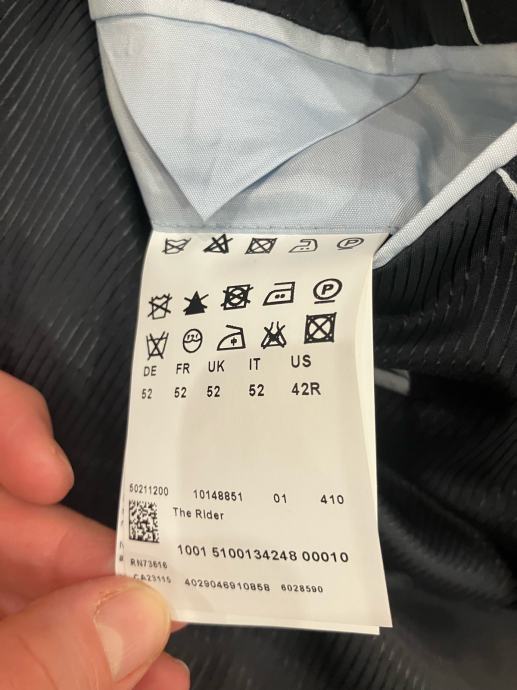 DE FR UK IT US
52 52 52 52 42R
50211200 10148851 01 410
The Rider
1001 5100134248 00010
RN73616
CA23115 4029046910858 6028590